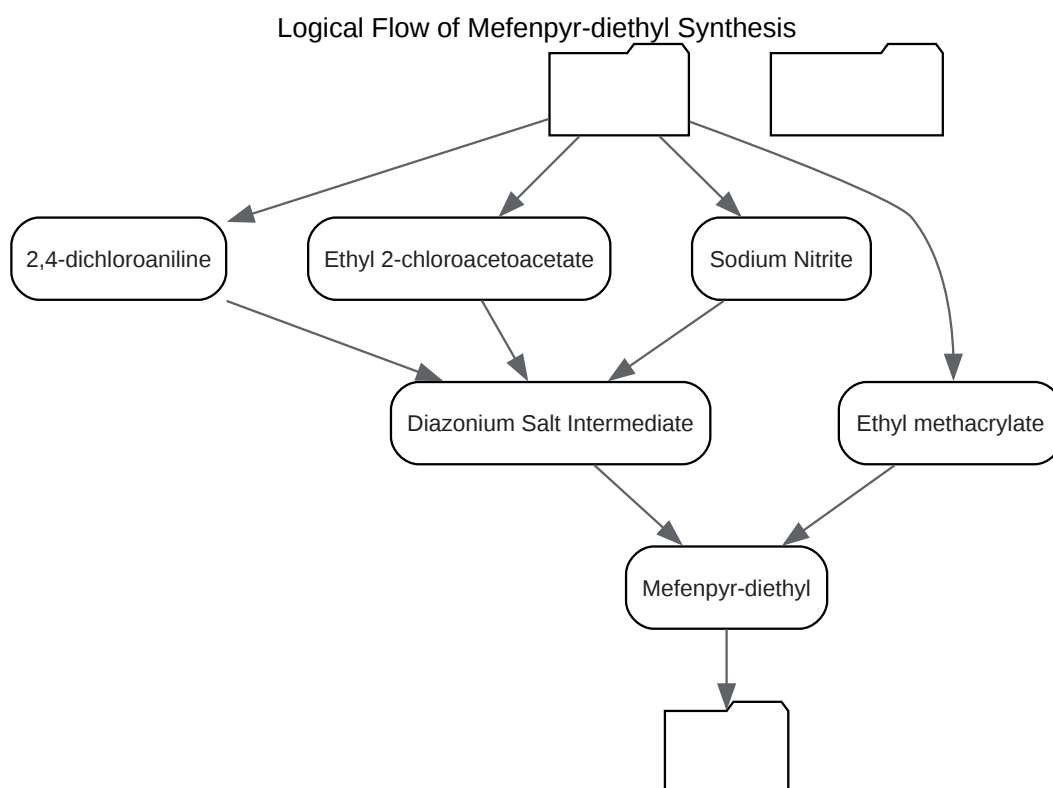 Logical Flow of Mefenpyr-diethyl Synthesis
2,4-dichloroaniline
Ethyl 2-chloroacetoacetate
Sodium Nitrite
Diazonium Salt Intermediate
Ethyl methacrylate
Mefenpyr-diethyl